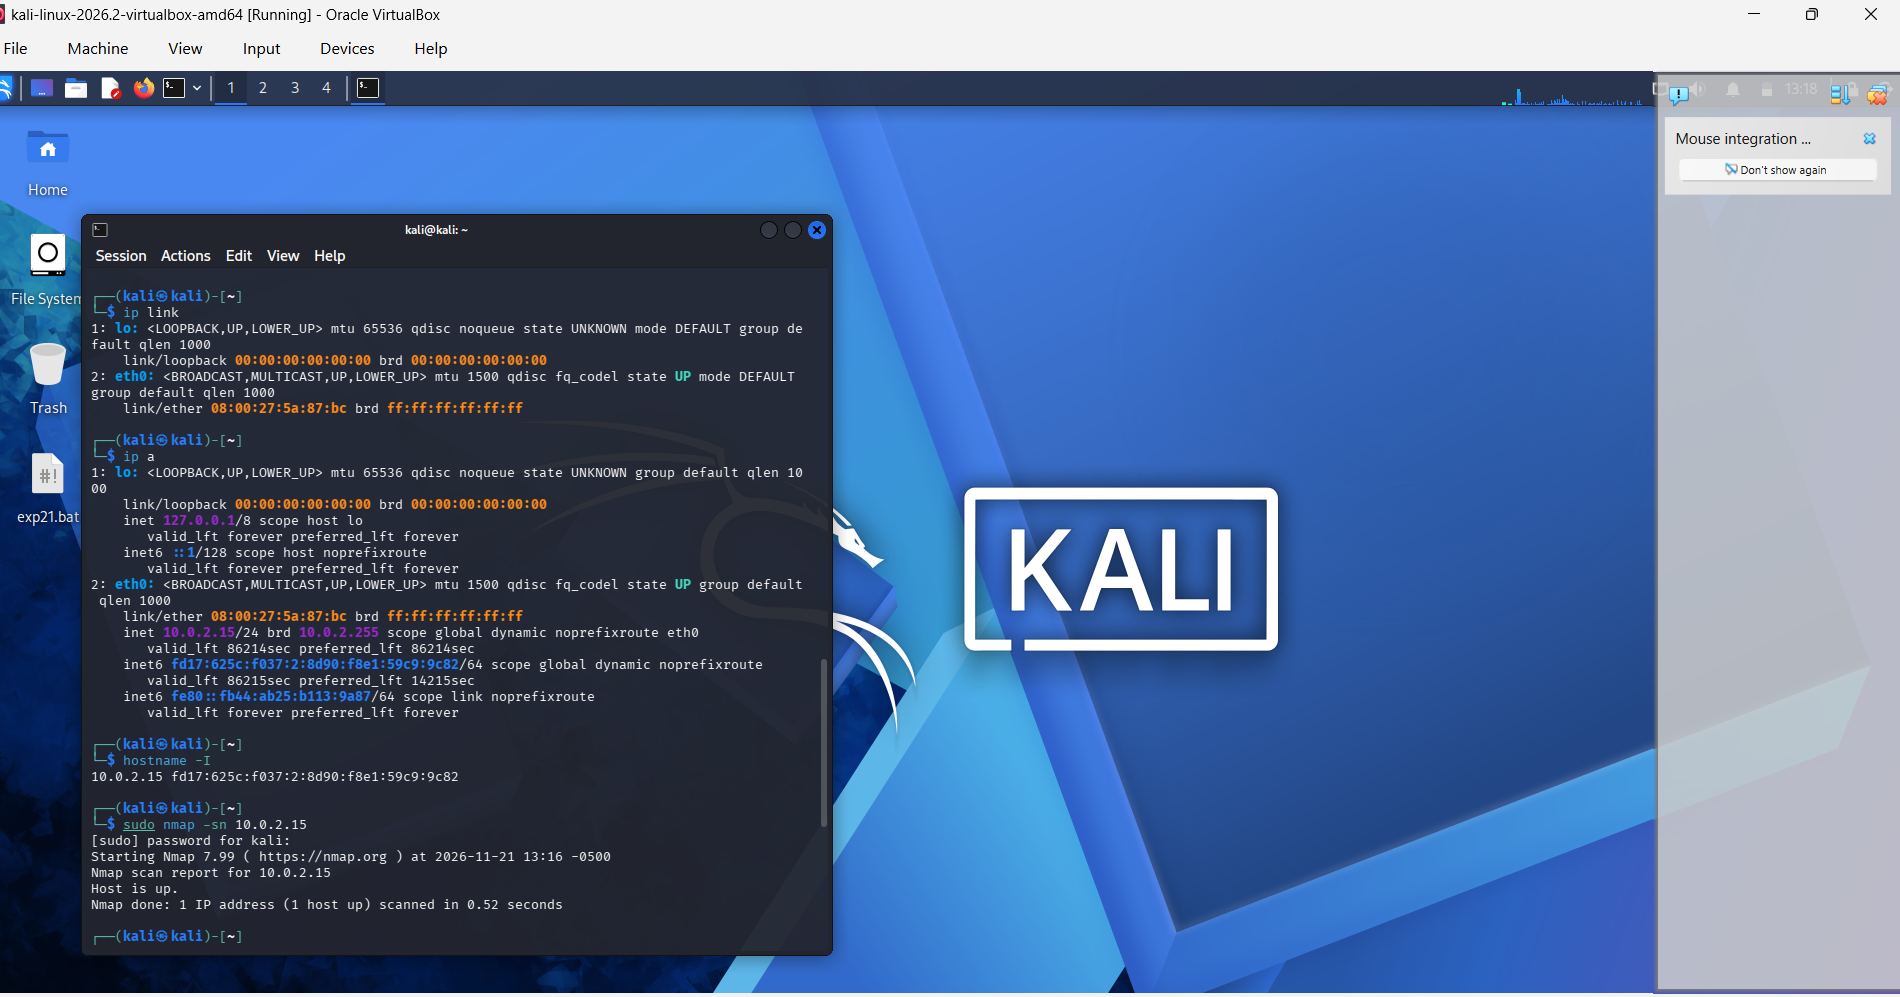 kali-linux-2026.2-virtualbox-amd64 [Running] - Oracle VirtualBox
File Machine View Input Devices Help
1 2 3 4
13:18
Mouse integration ...
Don't show again
Home
File System
Trash
#!
exp21.bat
KALI
kali@kali: ~
Session Actions Edit View Help
┌──(kali㉿kali)-[~]
└─$ ip link
1: lo: <LOOPBACK,UP,LOWER_UP> mtu 65536 qdisc noqueue state UNKNOWN mode DEFAULT group de
fault qlen 1000
link/loopback 00:00:00:00:00:00 brd 00:00:00:00:00:00
2: eth0: <BROADCAST,MULTICAST,UP,LOWER_UP> mtu 1500 qdisc fq_codel state UP mode DEFAULT
group default qlen 1000
link/ether 08:00:27:5a:87:bc brd ff:ff:ff:ff:ff:ff
┌──(kali㉿kali)-[~]
└─$ ip a
1: lo: <LOOPBACK,UP,LOWER_UP> mtu 65536 qdisc noqueue state UNKNOWN group default qlen 10
00
link/loopback 00:00:00:00:00:00 brd 00:00:00:00:00:00
inet 127.0.0.1/8 scope host lo
valid_lft forever preferred_lft forever
inet6 ::1/128 scope host noprefixroute
valid_lft forever preferred_lft forever
2: eth0: <BROADCAST,MULTICAST,UP,LOWER_UP> mtu 1500 qdisc fq_codel state UP group default
qlen 1000
link/ether 08:00:27:5a:87:bc brd ff:ff:ff:ff:ff:ff
inet 10.0.2.15/24 brd 10.0.2.255 scope global dynamic noprefixroute eth0
valid_lft 86214sec preferred_lft 86214sec
inet6 fd17:625c:f037:2:8d90:f8e1:59c9:9c82/64 scope global dynamic noprefixroute
valid_lft 86215sec preferred_lft 14215sec
inet6 fe80::fb44:ab25:b113:9a87/64 scope link noprefixroute
valid_lft forever preferred_lft forever
┌──(kali㉿kali)-[~]
└─$ hostname -I
10.0.2.15 fd17:625c:f037:2:8d90:f8e1:59c9:9c82
┌──(kali㉿kali)-[~]
└─$ sudo nmap -sn 10.0.2.15
[sudo] password for kali:
Starting Nmap 7.99 ( https://nmap.org ) at 2026-11-21 13:16 -0500
Nmap scan report for 10.0.2.15
Host is up.
Nmap done: 1 IP address (1 host up) scanned in 0.52 seconds
┌──(kali㉿kali)-[~]